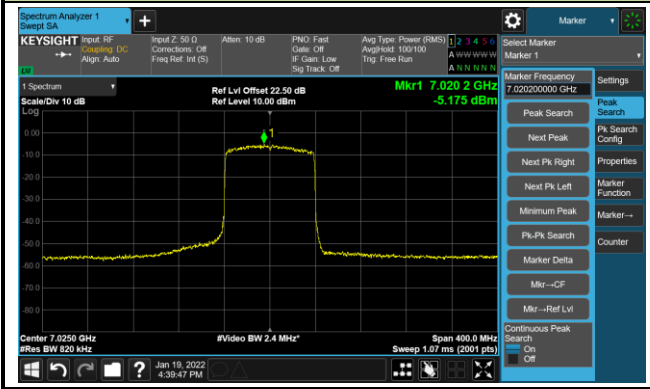 Spectrum Analyzer 1
Swept SA
+
Marker
KEYSIGHT
Input: RF
Coupling: DC
Align: Auto
Input Z: 50 Ω
Corrections: Off
Freq Ref: Int (S)
Atten: 10 dB
PNO: Fast
Gate: Off
IF Gain: Low
Sig Track: Off
Avg Type: Power (RMS)
Avg|Hold: 100/100
Trig: Free Run
1 2 3 4 5 6
A W W W W W
A N N N N N
Select Marker
Marker 1
1 Spectrum
Scale/Div 10 dB
Log
Ref Lvl Offset 22.50 dB
Ref Level 10.00 dBm
Mkr1 7.020 2 GHz
-5.175 dBm
1
0.00
-10.0
-20.0
-30.0
-40.0
-50.0
-60.0
-70.0
-80.0
Center 7.0250 GHz
#Res BW 820 kHz
#Video BW 2.4 MHz*
Span 400.0 MHz
Sweep 1.07 ms (2001 pts)
Marker Frequency
7.020200000 GHz
Peak Search
Next Peak
Next Pk Right
Next Pk Left
Minimum Peak
Pk-Pk Search
Marker Delta
Mkr→CF
Mkr→Ref Lvl
Continuous Peak
Search
On
Off
Settings
Peak
Search
Pk Search
Config
Properties
Marker
Function
Marker→
Counter
?
Jan 19, 2022
4:39:47 PM